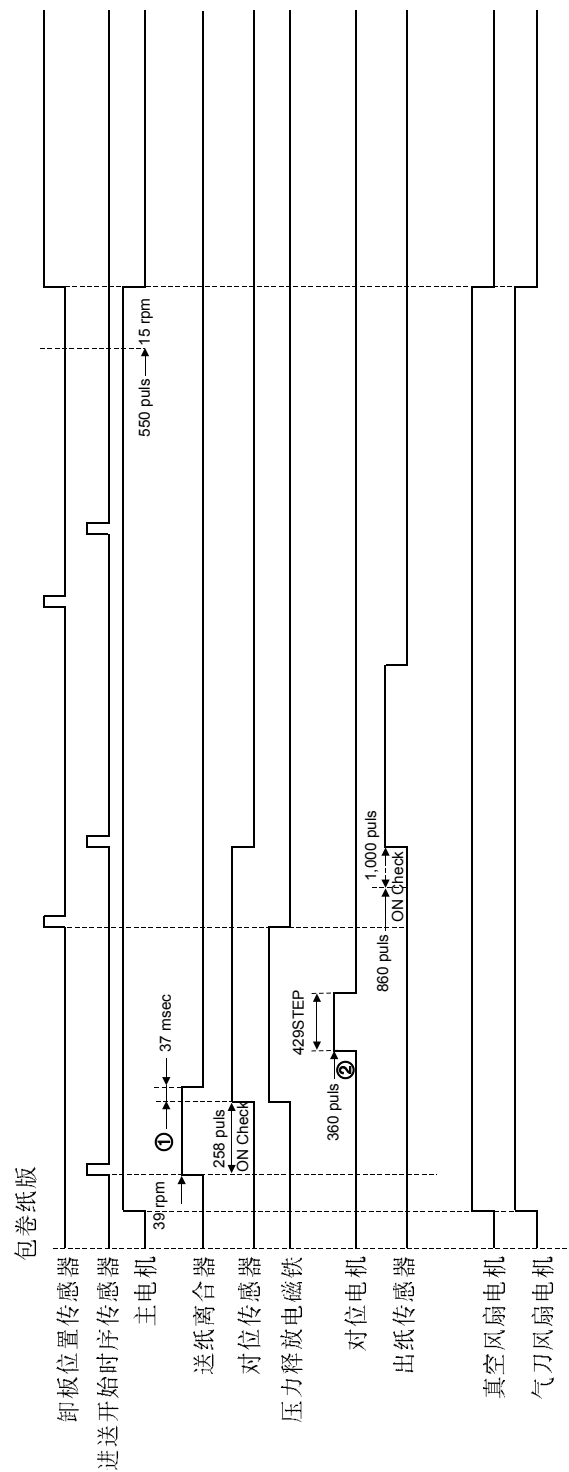 包卷纸版
卸板位置传感器
进送开始时序传感器
主电机
550 puls
15 rpm
送纸离合器
39 rpm
①
37 msec
对位传感器
258 puls
ON Check
压力释放电磁铁
对位电机
360 puls
②
429STEP
出纸传感器
860 puls
ON Check
1,000 puls
真空风扇电机
气刀风扇电机